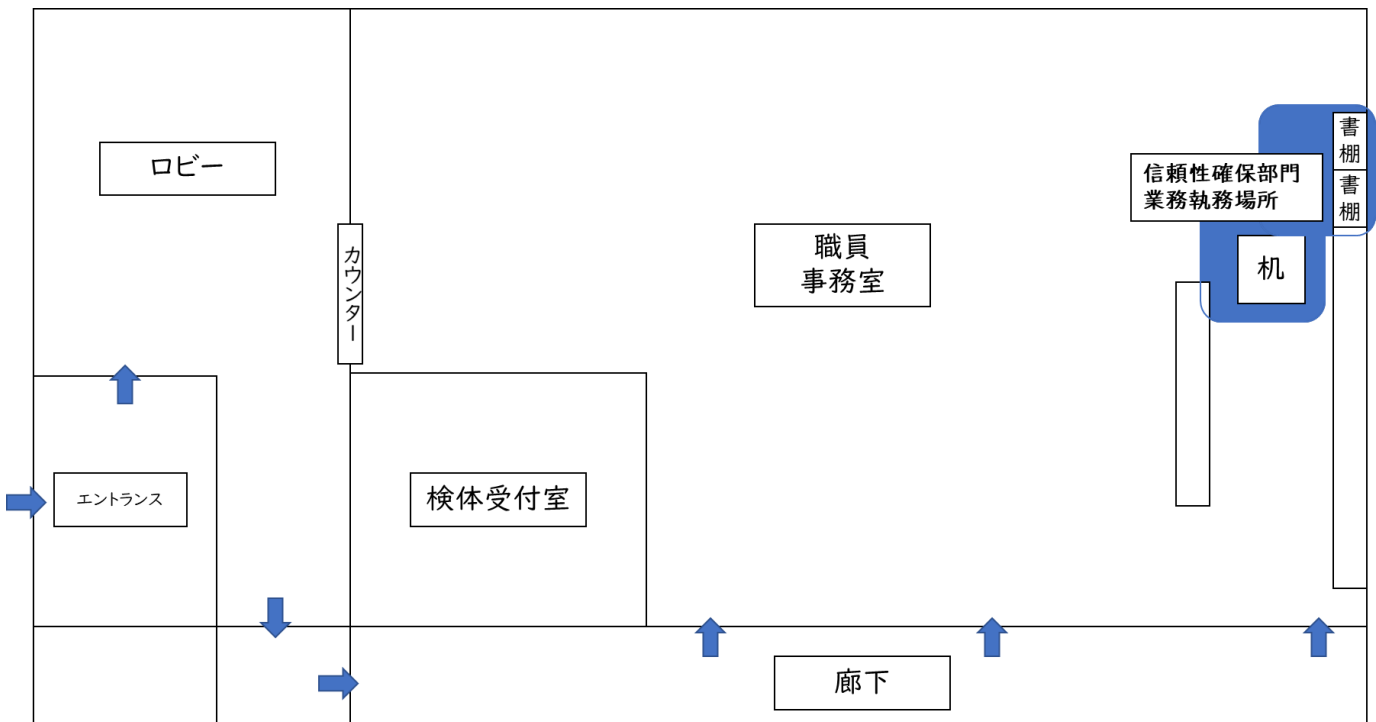 ロビー
カウンター
職員
事務室
信頼性確保部門
業務執務場所
書棚
書棚
机
エントランス
検体受付室
廊下